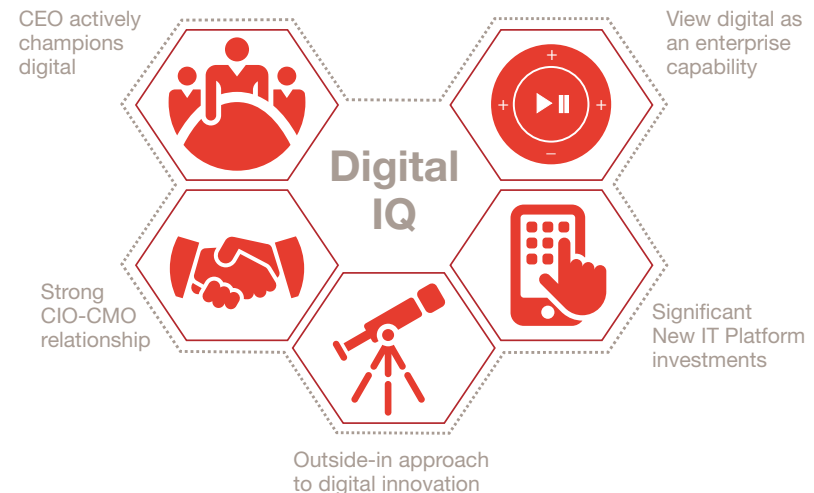 CEO actively
champions
digital
View digital as
an enterprise
capability
Digital
IQ
Strong
CIO-CMO
relationship
Significant
New IT Platform
investments
Outside-in approach
to digital innovation